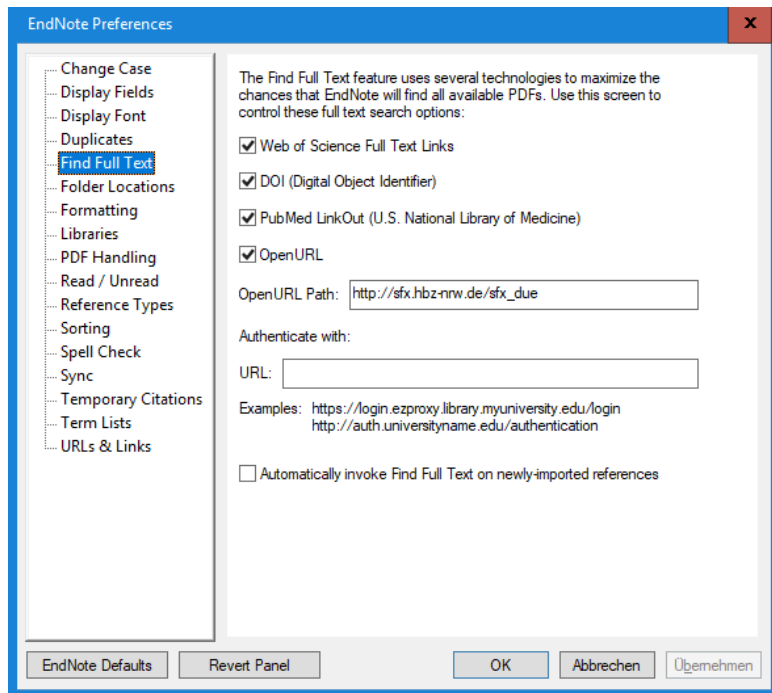 EndNote Preferences
x
Change Case
Display Fields
Display Font
Duplicates
Find Full Text
Folder Locations
Formatting
Libraries
PDF Handling
Read / Unread
Reference Types
Sorting
Spell Check
Sync
Temporary Citations
Term Lists
URLs & Links
The Find Full Text feature uses several technologies to maximize the
chances that EndNote will find all available PDFs. Use this screen to
control these full text search options:
Web of Science Full Text Links
DOI (Digital Object Identifier)
PubMed LinkOut (U.S. National Library of Medicine)
OpenURL
OpenURL Path: http://sfx.hbz-nrw.de/sfx_due
Authenticate with:
URL:
Examples: https://login.ezproxy.library.myuniversity.edu/login
http://auth.universityname.edu/authentication
Automatically invoke Find Full Text on newly-imported references
EndNote Defaults Revert Panel OK Abbrechen Übernehmen